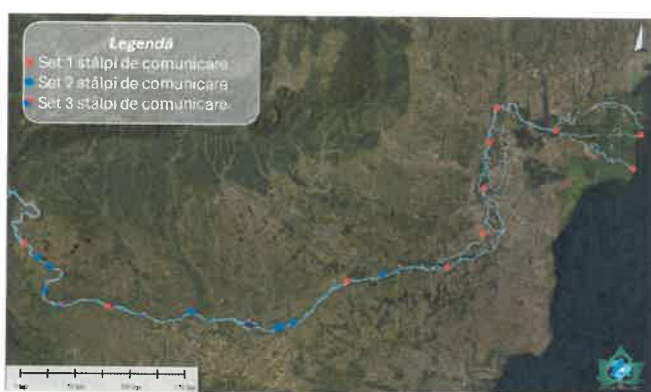 Legendă
Set 1 stâlpi de comunicare
Set 2 stâlpi de comunicare
Set 3 stâlpi de comunicare